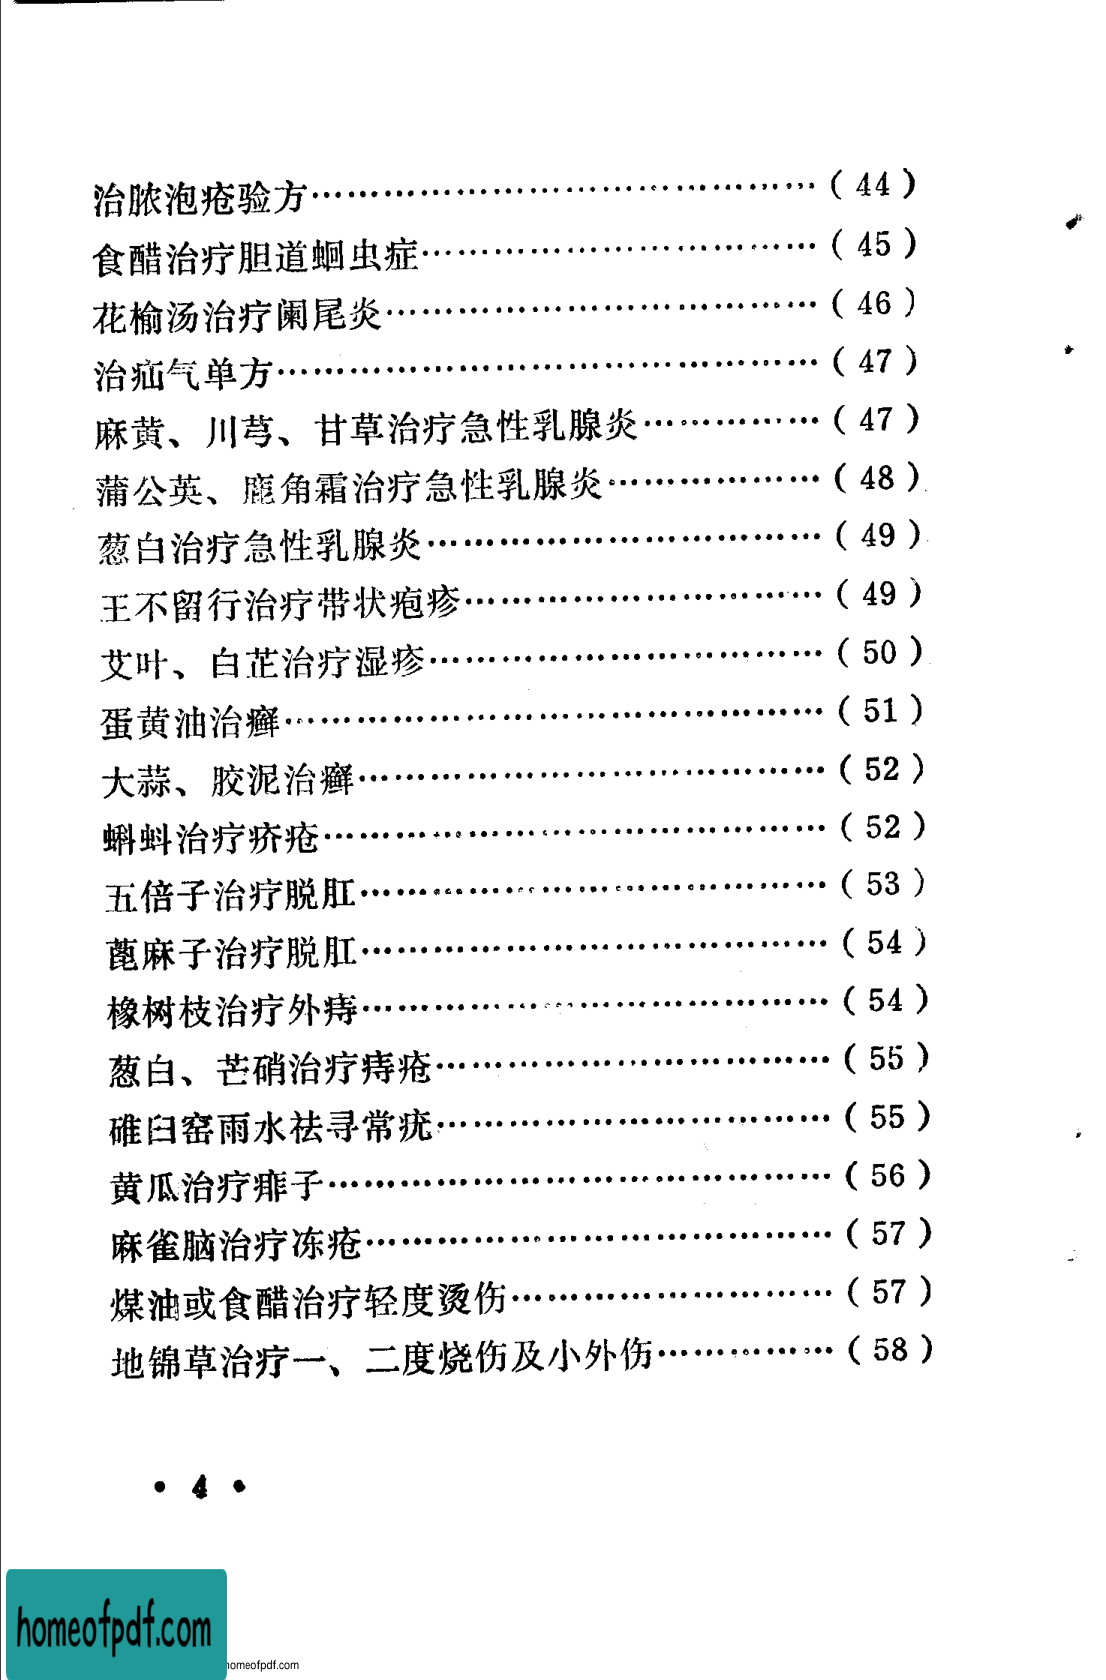 治脓泡疮验方…………………………………（44）
食醋治疗胆道蛔虫症…………………………（45）
花榆汤治疗阑尾炎……………………………（46）
治疝气单方……………………………………（47）
麻黄、川芎、甘草治疗急性乳腺炎…………（47）
蒲公英、鹿角霜治疗急性乳腺炎……………（48）
葱白治疗急性乳腺炎…………………………（49）
王不留行治疗带状疱疹………………………（49）
艾叶、白芷治疗湿疹…………………………（50）
蛋黄油治癣……………………………………（51）
大蒜、胶泥治癣………………………………（52）
蝌蚪治疗疥疮…………………………………（52）
五倍子治疗脱肛………………………………（53）
蓖麻子治疗脱肛………………………………（54）
橡树枝治疗外痔………………………………（54）
葱白、芒硝治疗痔疮…………………………（55）
碓臼窑雨水祛寻常疣…………………………（55）
黄瓜治疗痱子…………………………………（56）
麻雀脑治疗冻疮………………………………（57）
煤油或食醋治疗轻度烫伤……………………（57）
地锦草治疗一、二度烧伤及小外伤…………（58）
• 4 •
homeofpdf.com
homeofpdf.com